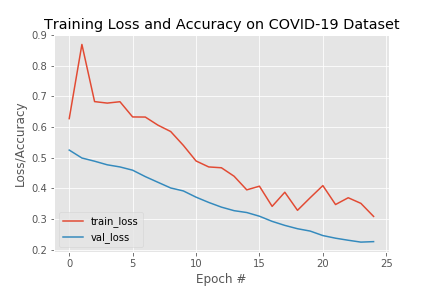 Training Loss and Accuracy on COVID-19 Dataset
0.9
0.8
0.7
0.6
0.5
0.4
0.3
0.2
Loss/Accuracy
train_loss
val_loss
0 5 10 15 20 25
Epoch #